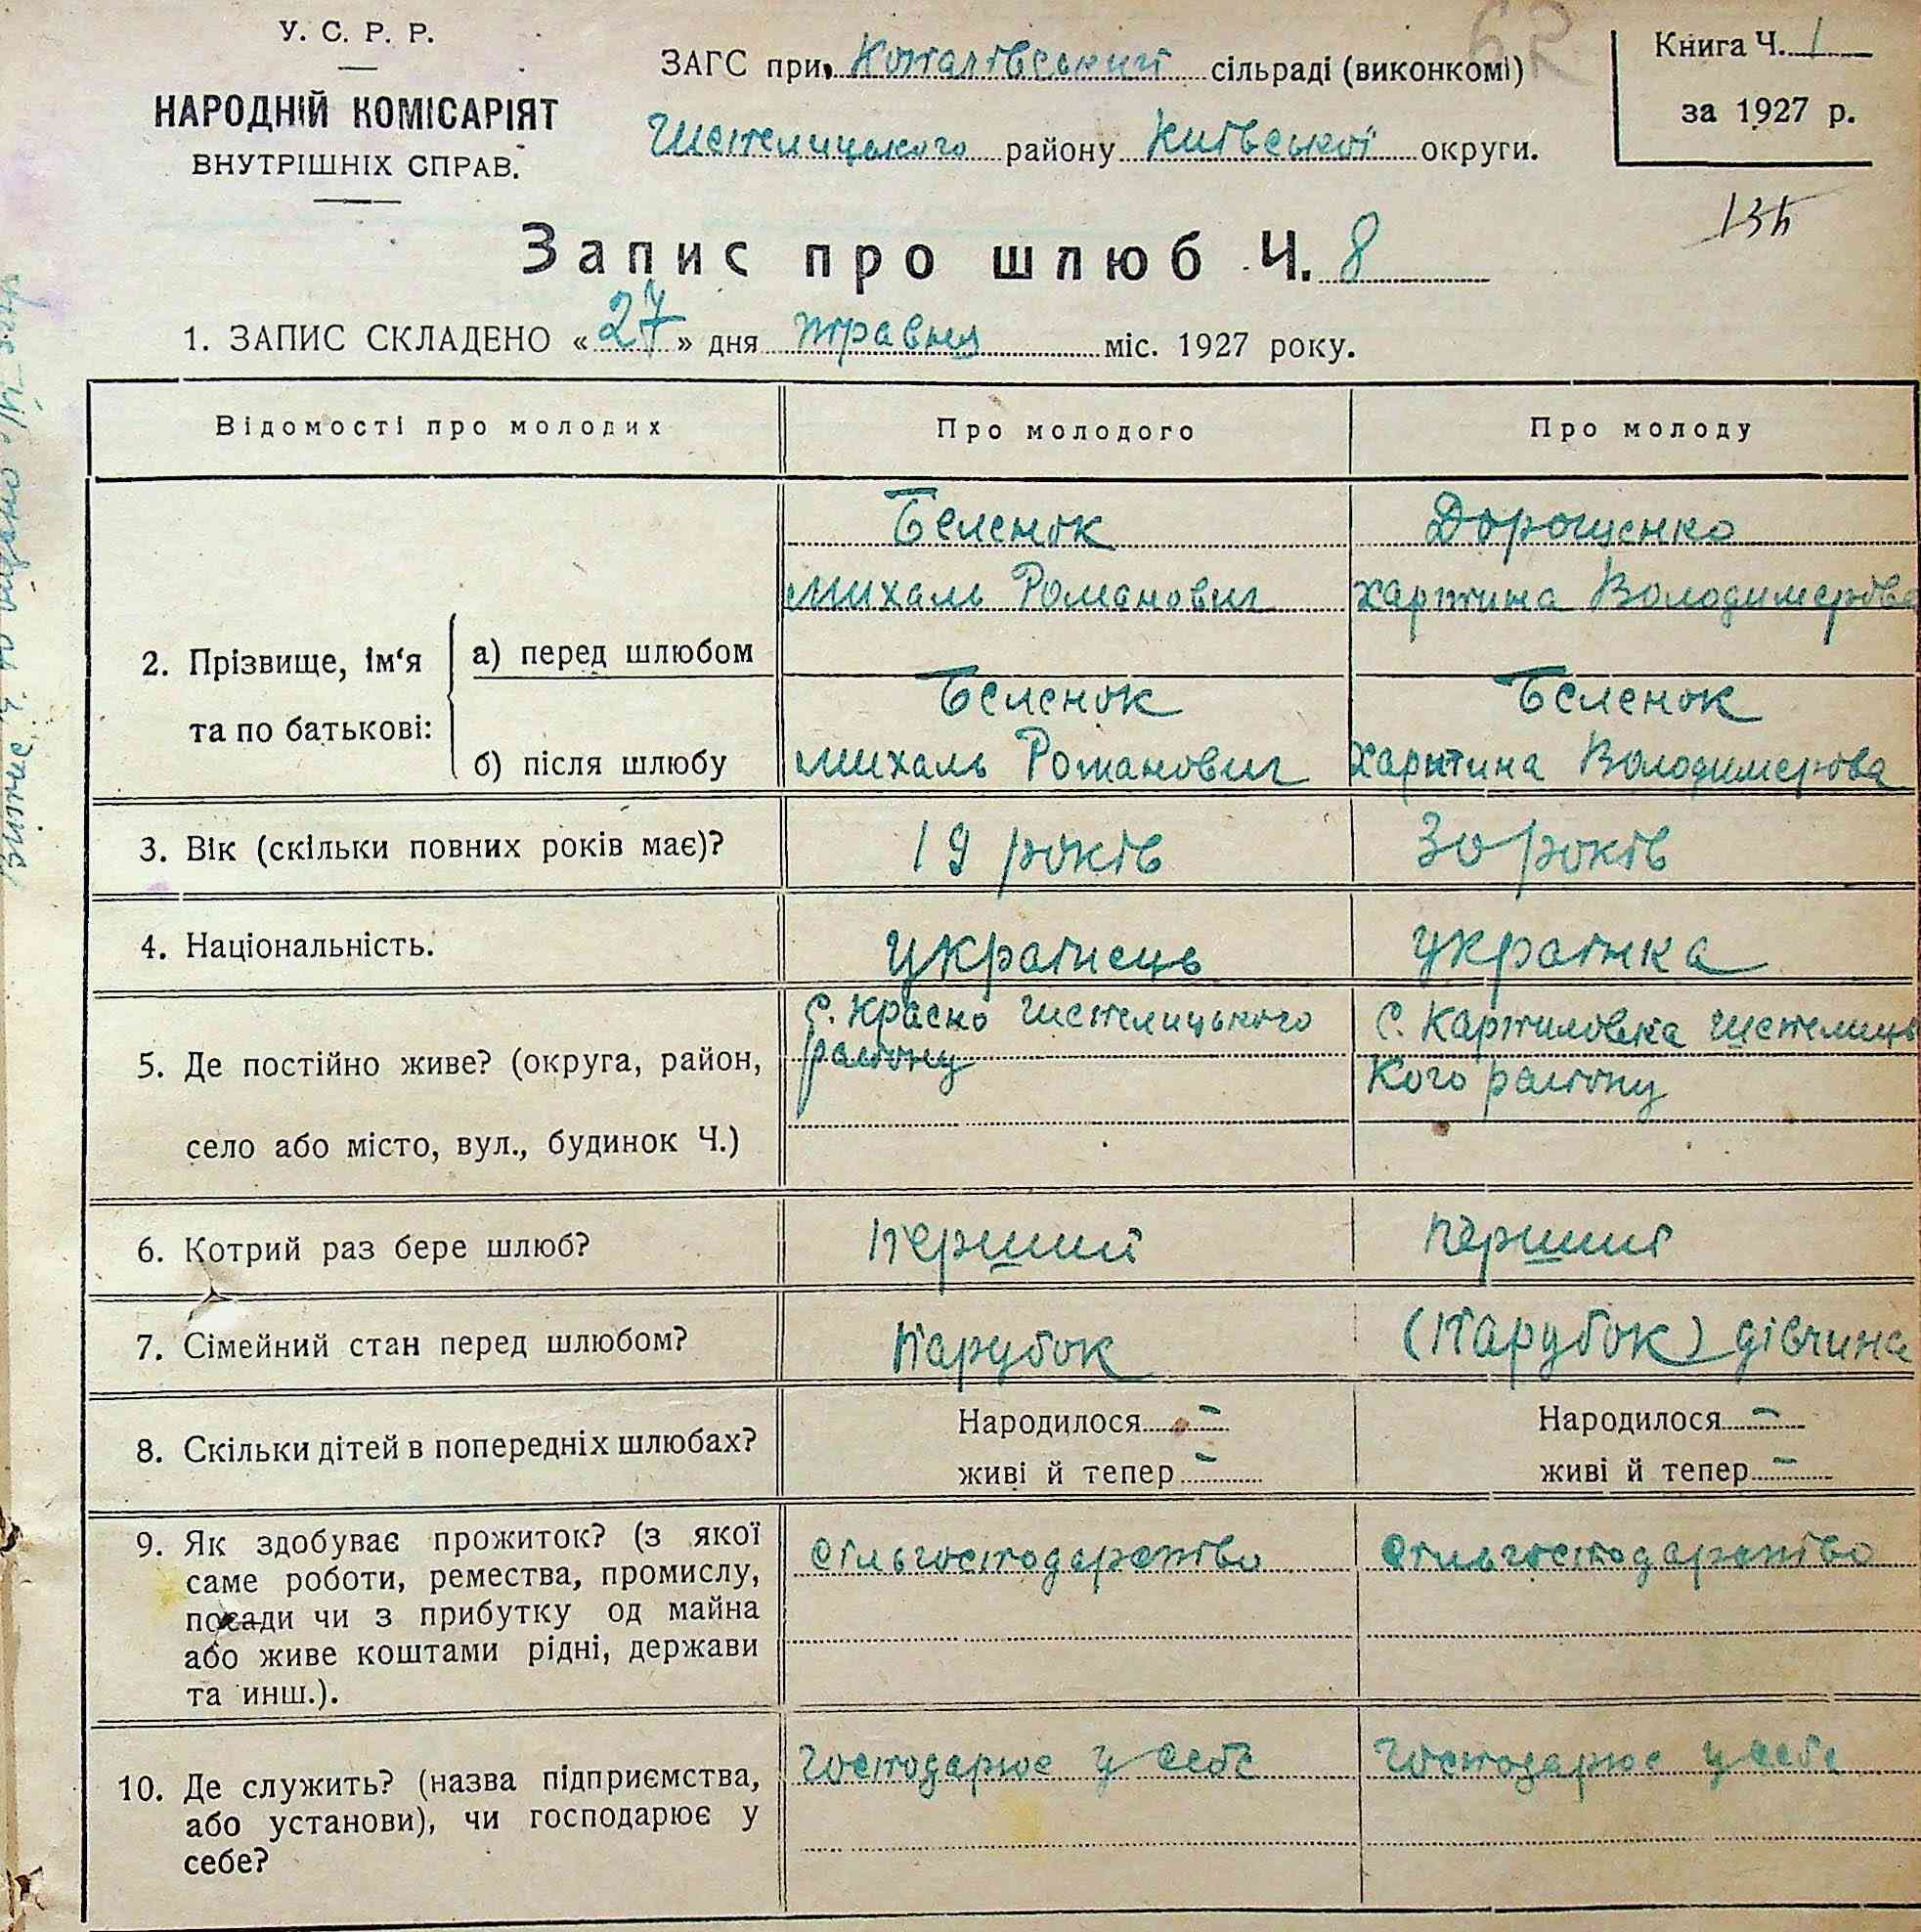 У. С. Р. Р.
НАРОДНІЙ КОМІСАРІЯТ
ВНУТРІШНІХ СПРАВ.
ЗАГС при сільраді (виконкомі)
району Київської округи.
Книга Ч. 1
за 1927 р.
Запис про шлюб Ч. 8
1. ЗАПИС СКЛАДЕНО « 27 » дня травня міс. 1927 року.
Відомості про молодих Про молодого Про молоду
2. Прізвище, ім‘я та по батькові:
а) перед шлюбом
Беленок Дорощенко
Михаль Романович Харитина Володимерова
б) після шлюбу
Беленок Беленок
Михаль Романович Харитина Володимерова
3. Вік (скільки повних років має)? 19 років 30 років
4. Національність. українець українка
5. Де постійно живе? (округа, район,
село або місто, вул., будинок Ч.)
С. Красно району
С. району
6. Котрий раз бере шлюб? перший перший
7. Сімейний стан перед шлюбом? парубок (парубок) дівчина
8. Скільки дітей в попередніх шлюбах? Народилося - Народилося -
живі й тепер - живі й тепер -
9. Як здобуває прожиток? (з якої
саме роботи, ремества, промислу,
посади чи з прибутку од майна
або живе коштами рідні, держави
та инш.).
сільгосподарство сільгосподарство
10. Де служить? (назва підприємства,
або установи), чи господарює у
себе?
Господарює у себе Господарює у себе